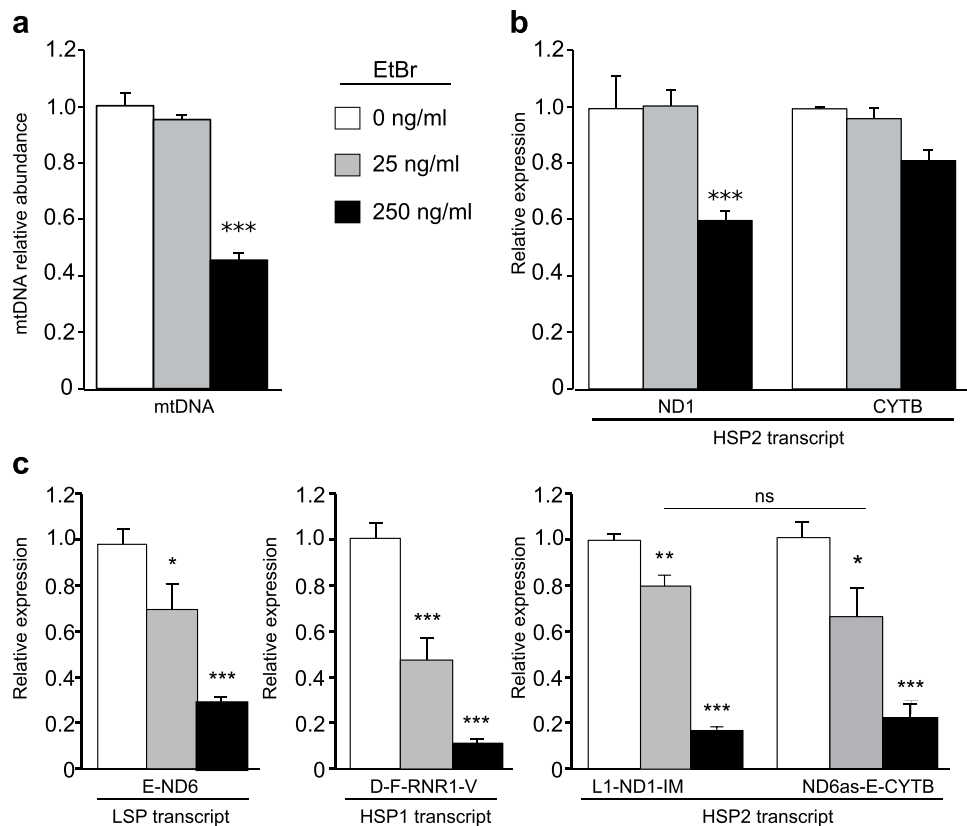 a
mtDNA relative abundance
1.2
1.0
0.8
0.6
0.4
0.2
0
***
mtDNA
EtBr
0 ng/ml
25 ng/ml
250 ng/ml
b
Relative expression
1.2
1.0
0.8
0.6
0.4
0.2
0
***
ND1 CYTB
HSP2 transcript
c
Relative expression
1.2
1.0
0.8
0.6
0.4
0.2
0
*
***
E-ND6
LSP transcript
Relative expression
1.2
1.0
0.8
0.6
0.4
0.2
0
***
***
D-F-RNR1-V
HSP1 transcript
Relative expression
1.2
1.0
0.8
0.6
0.4
0.2
0
ns
** *
*** ***
L1-ND1-IM ND6as-E-CYTB
HSP2 transcript